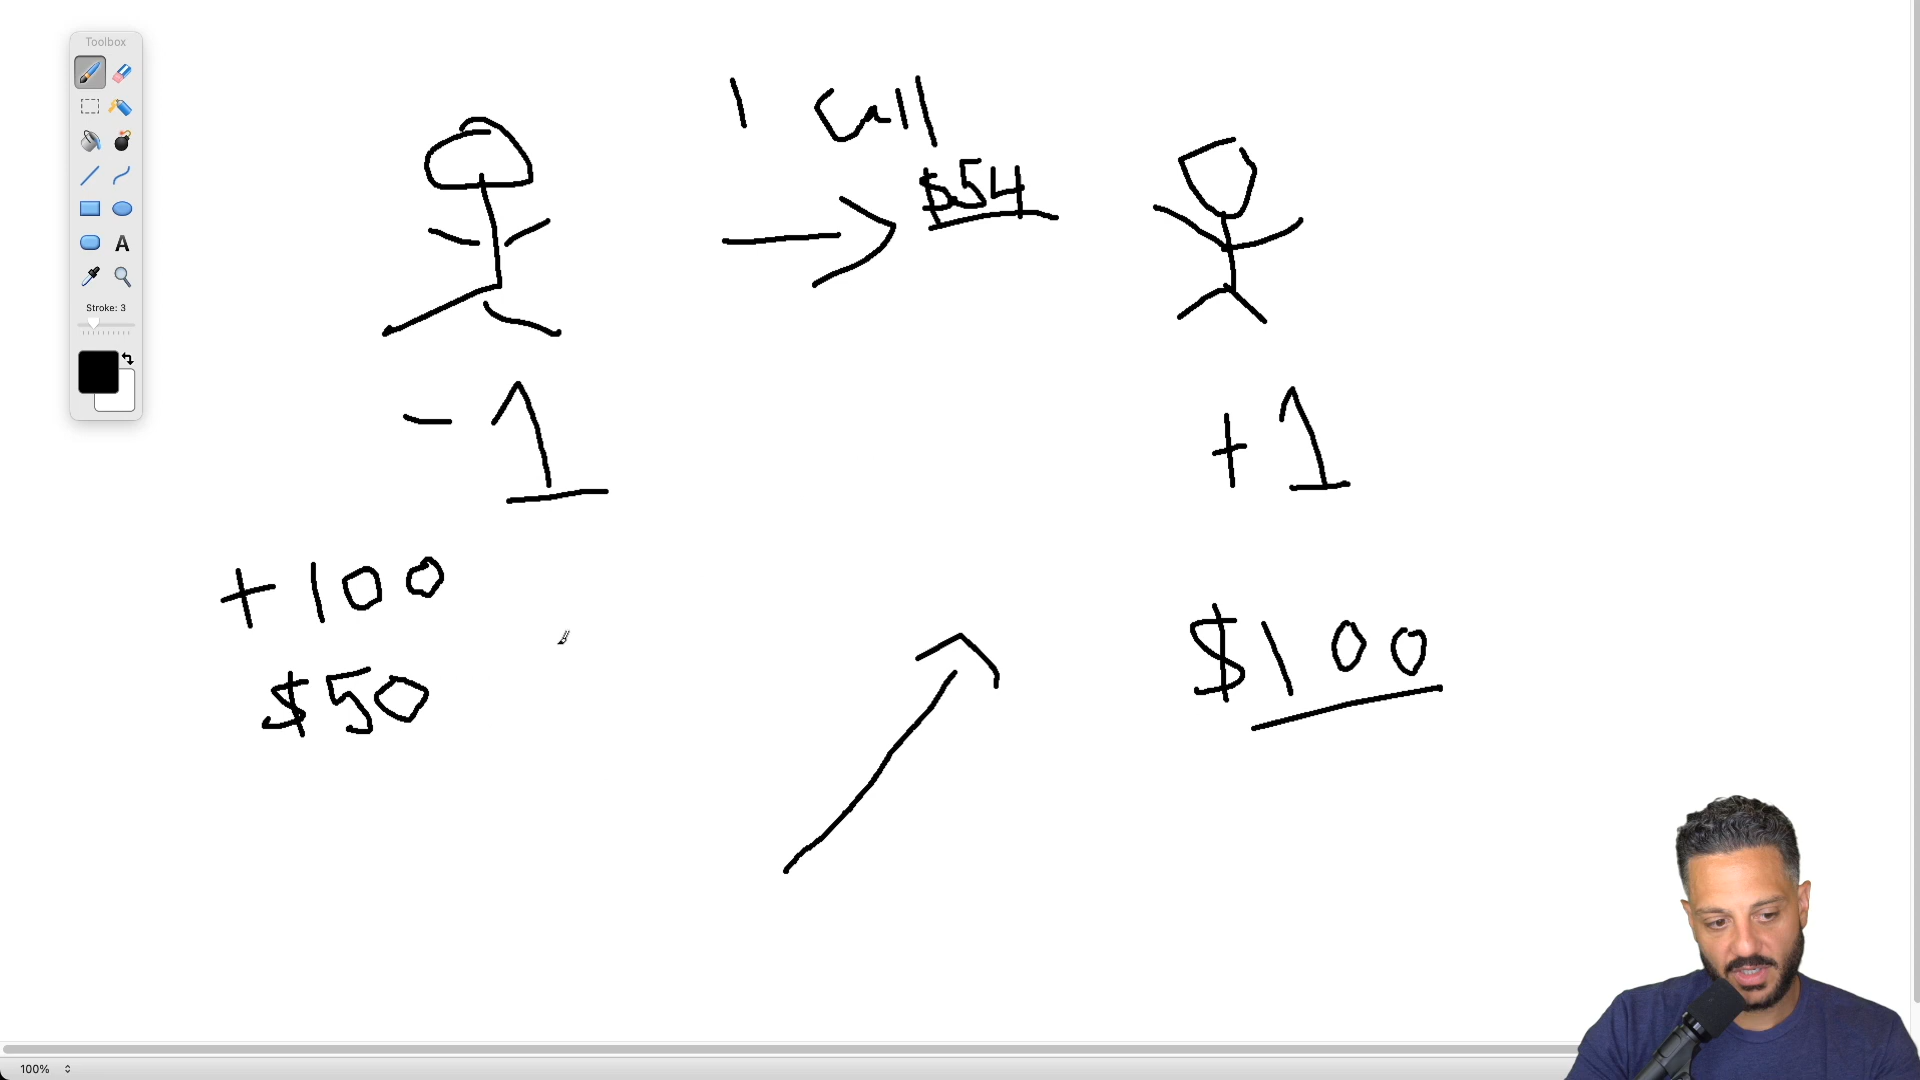 Toolbox
1 Call
$54
Stroke: 3
- 1
+ 1
+100
$100
$50
A
100%